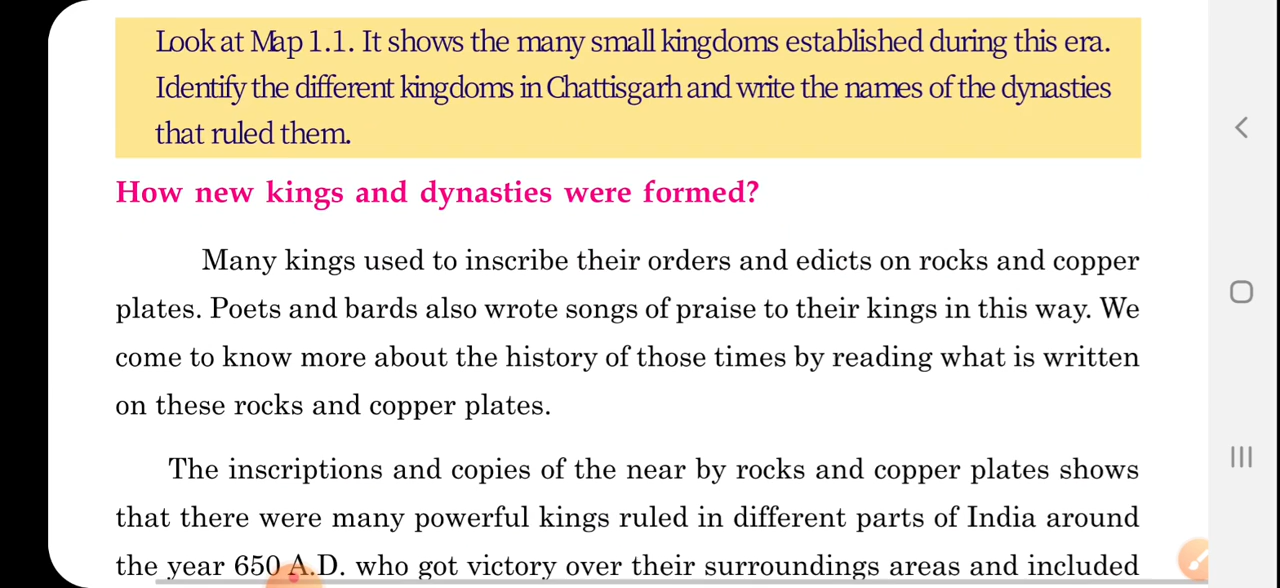 Look at Map 1.1. It shows the many small kingdoms established during this era.
Identify the different kingdoms in Chattisgarh and write the names of the dynasties
that ruled them.
How new kings and dynasties were formed?
Many kings used to inscribe their orders and edicts on rocks and copper
plates. Poets and bards also wrote songs of praise to their kings in this way. We
come to know more about the history of those times by reading what is written
on these rocks and copper plates.
The inscriptions and copies of the near by rocks and copper plates shows
that there were many powerful kings ruled in different parts of India around
the year 650 A.D. who got victory over their surroundings areas and included